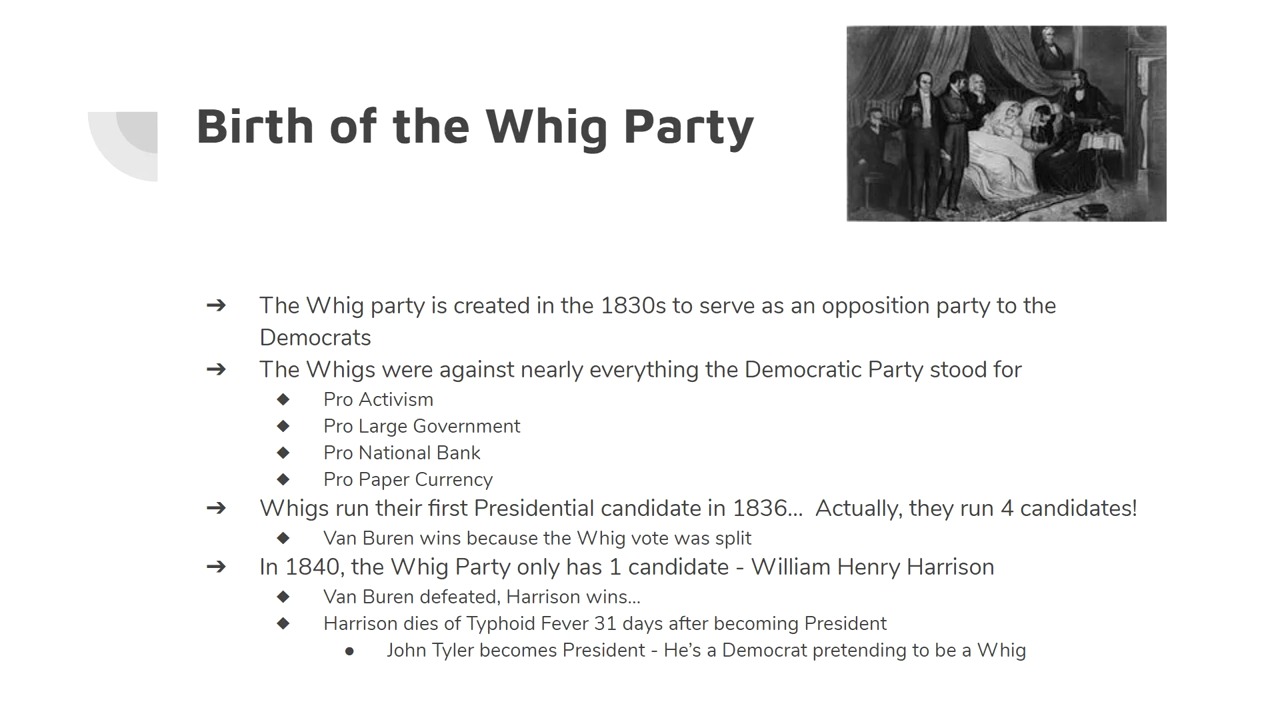 Birth of the Whig Party
➔ The Whig party is created in the 1830s to serve as an opposition party to the
Democrats
➔ The Whigs were against nearly everything the Democratic Party stood for
◆ Pro Activism
◆ Pro Large Government
◆ Pro National Bank
◆ Pro Paper Currency
➔ Whigs run their first Presidential candidate in 1836... Actually, they run 4 candidates!
◆ Van Buren wins because the Whig vote was split
➔ In 1840, the Whig Party only has 1 candidate - William Henry Harrison
◆ Van Buren defeated, Harrison wins...
◆ Harrison dies of Typhoid Fever 31 days after becoming President
● John Tyler becomes President - He's a Democrat pretending to be a Whig